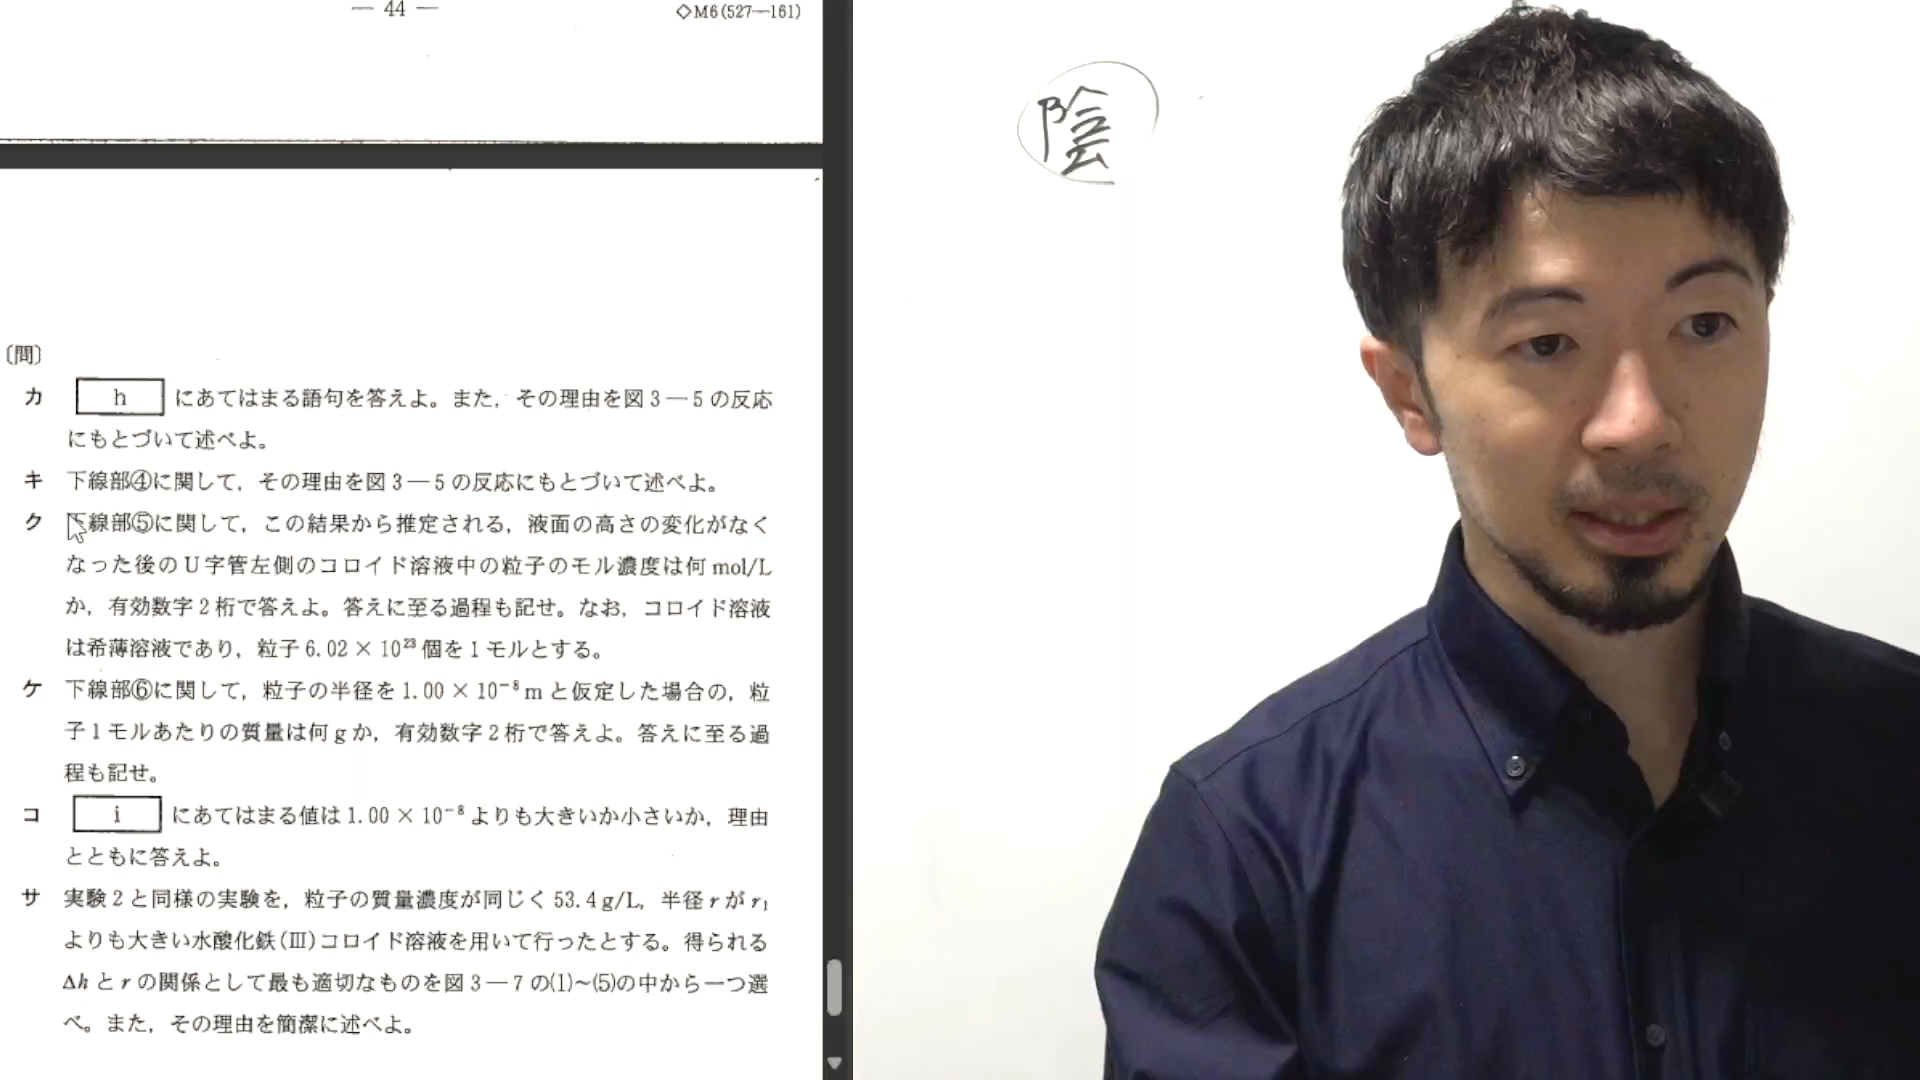 — 44 —
◇M6(527—161)
〔問〕
カ h にあてはまる語句を答えよ。また，その理由を図3－5の反応
にもとづいて述べよ。
キ 下線部④に関して，その理由を図3－5の反応にもとづいて述べよ。
ク 下線部⑤に関して，この結果から推定される，液面の高さの変化がなく
なった後のU字管左側のコロイド溶液中の粒子のモル濃度は何mol/L
か，有効数字2桁で答えよ。答えに至る過程も記せ。なお，コロイド溶液
は希薄溶液であり，粒子6.02×10²³個を1モルとする。
ケ 下線部⑥に関して，粒子の半径を1.00×10⁻⁸mと仮定した場合の，粒
子1モルあたりの質量は何gか，有効数字2桁で答えよ。答えに至る過
程も記せ。
コ i にあてはまる値は1.00×10⁻⁸よりも大きいか小さいか，理由
とともに答えよ。
サ 実験2と同様の実験を，粒子の質量濃度が同じく53.4g/L，半径rがr₁
よりも大きい水酸化鉄(Ⅲ)コロイド溶液を用いて行ったとする。得られる
Δhとrの関係として最も適切なものを図3－7の(1)~(5)の中から一つ選
べ。また，その理由を簡潔に述べよ。
陰